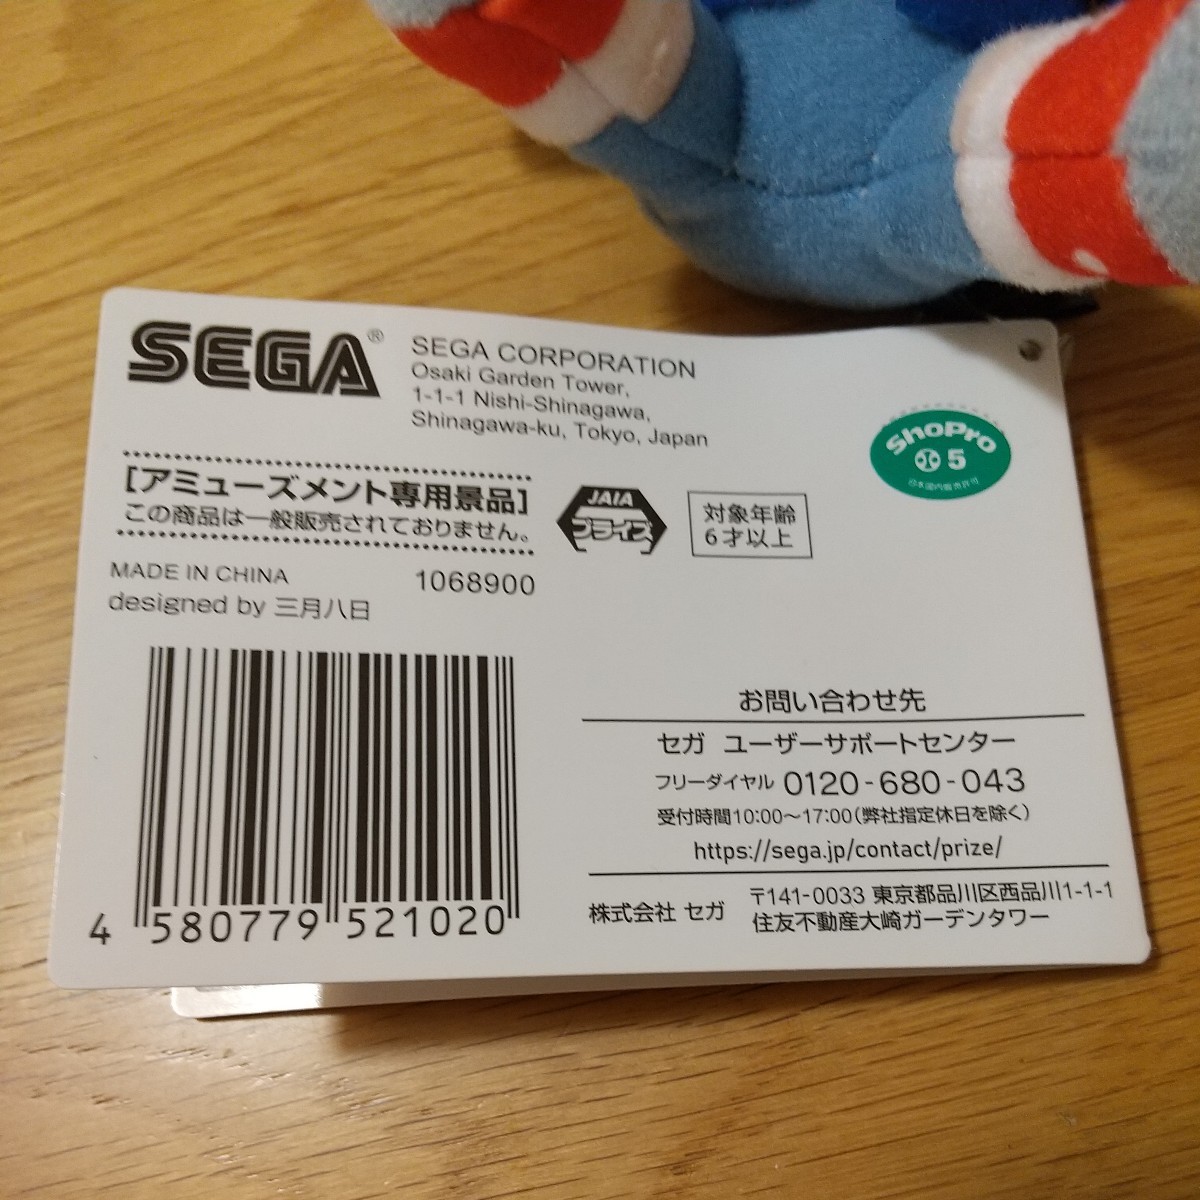 SEGA®
SEGA CORPORATION
Osaki Garden Tower,
1-1-1 Nishi-Shinagawa,
Shinagawa-ku, Tokyo, Japan
ShoPro
5
日本国内販売許可
[アミューズメント専用景品]
この商品は一般販売されておりません。
JAIA
プライズ
対象年齢
6才以上
MADE IN CHINA 1068900
designed by 三月八日
4 580779 521020
お問い合わせ先
セガ ユーザーサポートセンター
フリーダイヤル 0120-680-043
受付時間10:00～17:00(弊社指定休日を除く)
https://sega.jp/contact/prize/
株式会社 セガ
〒141-0033 東京都品川区西品川1-1-1
住友不動産大崎ガーデンタワー